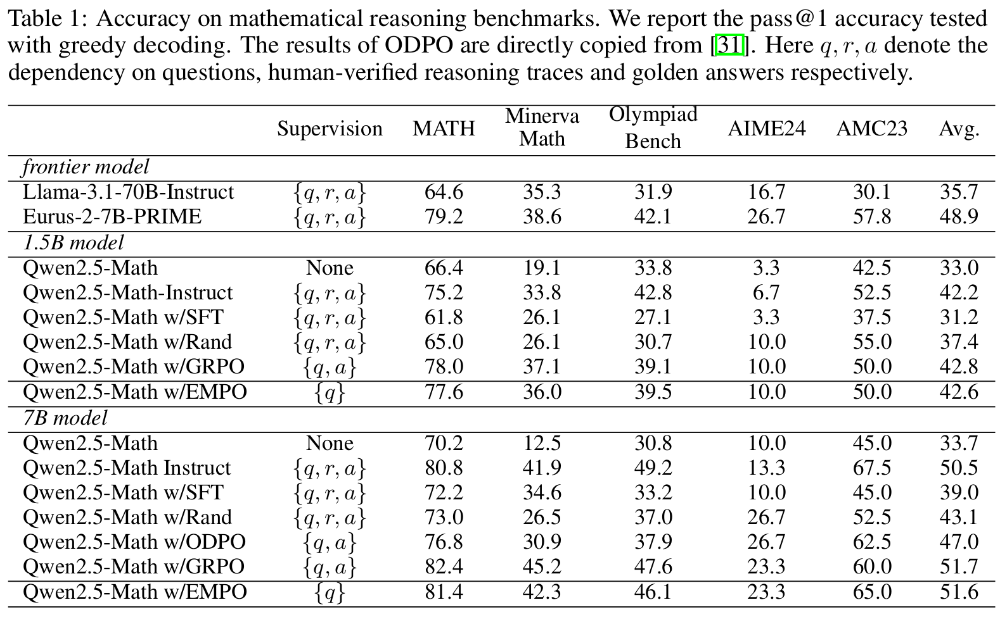 Table 1: Accuracy on mathematical reasoning benchmarks. We report the pass@1 accuracy tested
with greedy decoding. The results of ODPO are directly copied from [31]. Here q, r, a denote the
dependency on questions, human-verified reasoning traces and golden answers respectively.
Supervision MATH Minerva Math Olympiad Bench AIME24 AMC23 Avg.
frontier model
Llama-3.1-70B-Instruct {q, r, a} 64.6 35.3 31.9 16.7 30.1 35.7
Eurus-2-7B-PRIME {q, r, a} 79.2 38.6 42.1 26.7 57.8 48.9
1.5B model
Qwen2.5-Math None 66.4 19.1 33.8 3.3 42.5 33.0
Qwen2.5-Math-Instruct {q, r, a} 75.2 33.8 42.8 6.7 52.5 42.2
Qwen2.5-Math w/SFT {q, r, a} 61.8 26.1 27.1 3.3 37.5 31.2
Qwen2.5-Math w/Rand {q, r, a} 65.0 26.1 30.7 10.0 55.0 37.4
Qwen2.5-Math w/GRPO {q, a} 78.0 37.1 39.1 10.0 50.0 42.8
Qwen2.5-Math w/EMPO {q} 77.6 36.0 39.5 10.0 50.0 42.6
7B model
Qwen2.5-Math None 70.2 12.5 30.8 10.0 45.0 33.7
Qwen2.5-Math Instruct {q, r, a} 80.8 41.9 49.2 13.3 67.5 50.5
Qwen2.5-Math w/SFT {q, r, a} 72.2 34.6 33.2 10.0 45.0 39.0
Qwen2.5-Math w/Rand {q, r, a} 73.0 26.5 37.0 26.7 52.5 43.1
Qwen2.5-Math w/ODPO {q, a} 76.8 30.9 37.9 26.7 62.5 47.0
Qwen2.5-Math w/GRPO {q, a} 82.4 45.2 47.6 23.3 60.0 51.7
Qwen2.5-Math w/EMPO {q} 81.4 42.3 46.1 23.3 65.0 51.6